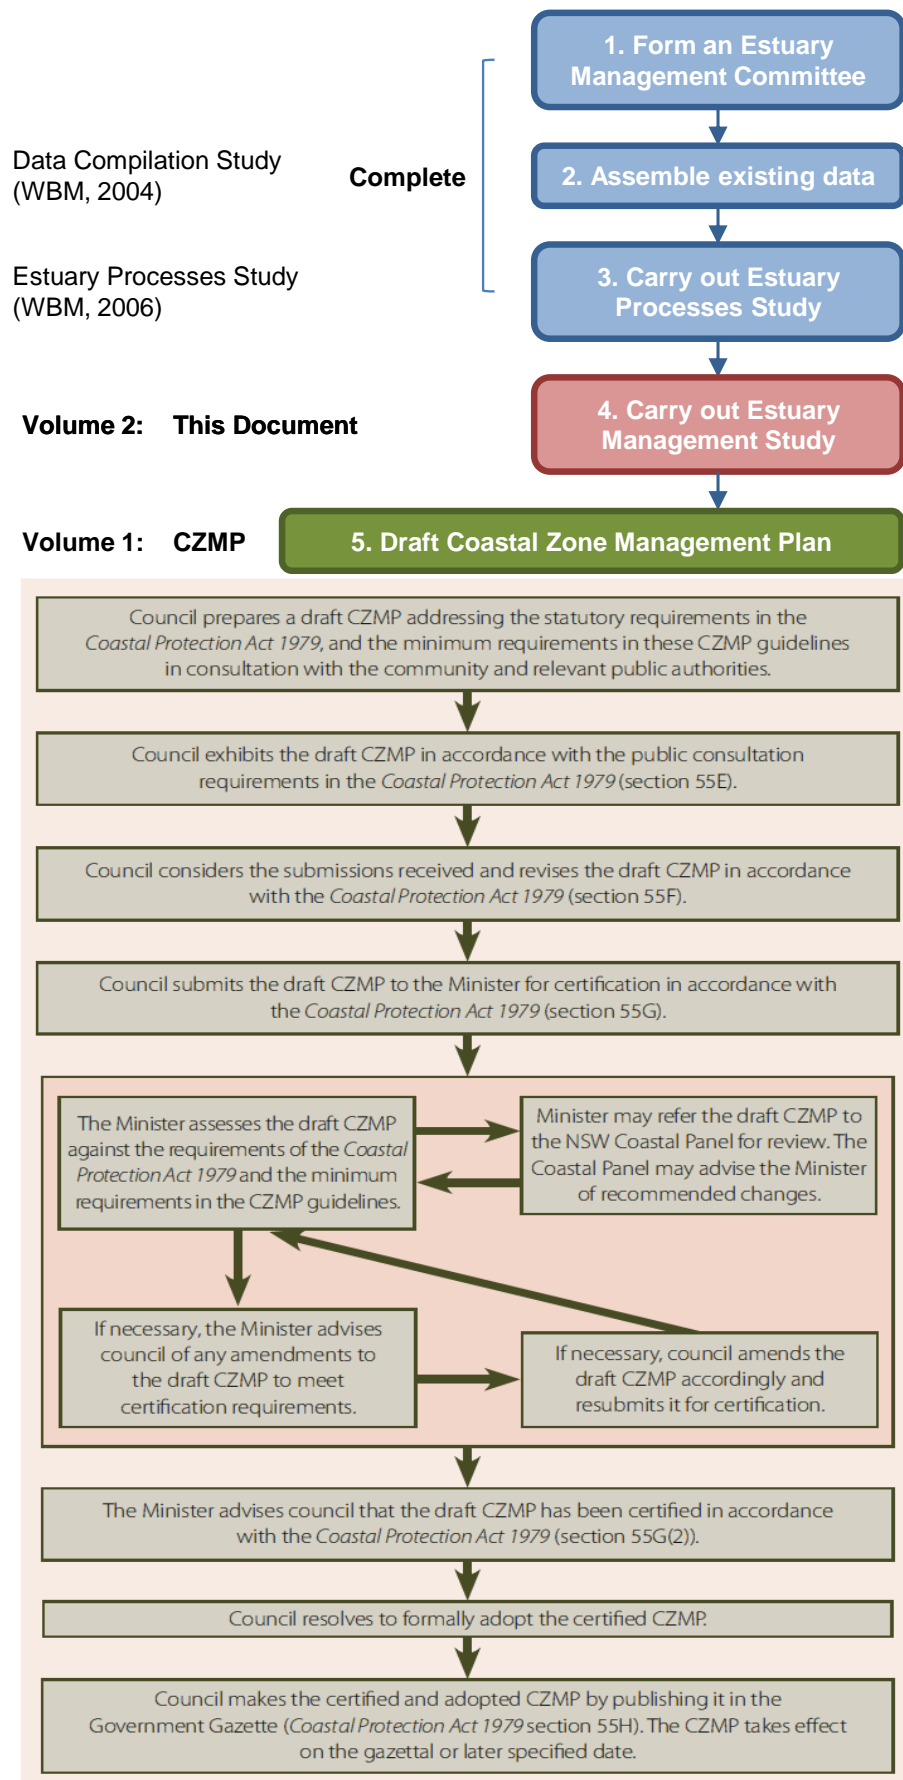 1. Form an Estuary
Management Committee
Data Compilation Study
(WBM, 2004)
Complete
2. Assemble existing data
Estuary Processes Study
(WBM, 2006)
3. Carry out Estuary
Processes Study
Volume 2: This Document
4. Carry out Estuary
Management Study
Volume 1: CZMP
5. Draft Coastal Zone Management Plan
Council prepares a draft CZMP addressing the statutory requirements in the
Coastal Protection Act 1979, and the minimum requirements in these CZMP guidelines
in consultation with the community and relevant public authorities.
Council exhibits the draft CZMP in accordance with the public consultation
requirements in the Coastal Protection Act 1979 (section 55E).
Council considers the submissions received and revises the draft CZMP in accordance
with the Coastal Protection Act 1979 (section 55F).
Council submits the draft CZMP to the Minister for certification in accordance with
the Coastal Protection Act 1979 (section 55G).
The Minister assesses the draft CZMP
against the requirements of the Coastal
Protection Act 1979 and the minimum
requirements in the CZMP guidelines.
Minister may refer the draft CZMP to
the NSW Coastal Panel for review. The
Coastal Panel may advise the Minister
of recommended changes.
If necessary, the Minister advises
council of any amendments to
the draft CZMP to meet
certification requirements.
If necessary, council amends the
draft CZMP accordingly and
resubmits it for certification.
The Minister advises council that the draft CZMP has been certified in accordance
with the Coastal Protection Act 1979 (section 55G(2)).
Council resolves to formally adopt the certified CZMP.
Council makes the certified and adopted CZMP by publishing it in the
Government Gazette (Coastal Protection Act 1979 section 55H). The CZMP takes effect
on the gazettal or later specified date.